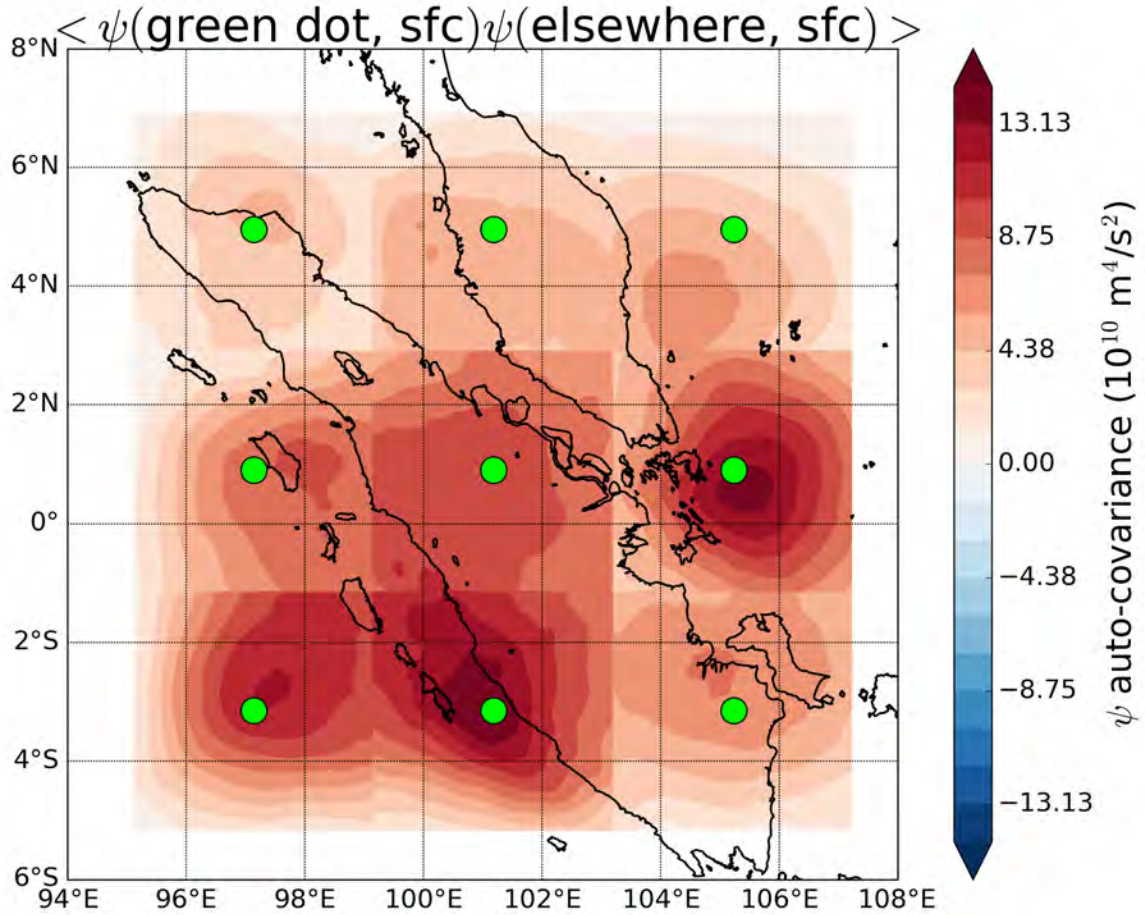 < ψ(green dot, sfc)ψ(elsewhere, sfc) >
8°N
6°N
4°N
2°N
0°
2°S
4°S
6°S
94°E 96°E 98°E 100°E 102°E 104°E 106°E 108°E
13.13
8.75
4.38
0.00
−4.38
−8.75
−13.13
ψ auto-covariance (10¹⁰ m⁴/s²)